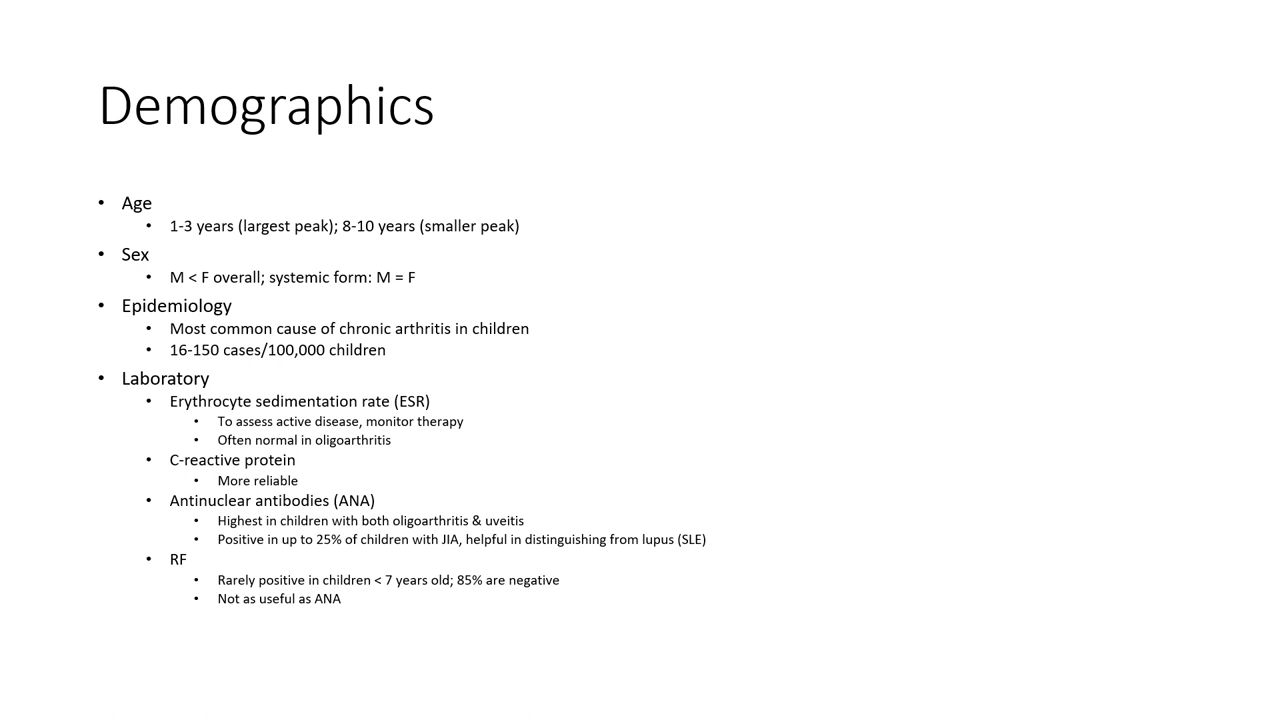 Demographics
• Age
• 1-3 years (largest peak); 8-10 years (smaller peak)
• Sex
• M < F overall; systemic form: M = F
• Epidemiology
• Most common cause of chronic arthritis in children
• 16-150 cases/100,000 children
• Laboratory
• Erythrocyte sedimentation rate (ESR)
• To assess active disease, monitor therapy
• Often normal in oligoarthritis
• C-reactive protein
• More reliable
• Antinuclear antibodies (ANA)
• Highest in children with both oligoarthritis & uveitis
• Positive in up to 25% of children with JIA, helpful in distinguishing from lupus (SLE)
• RF
• Rarely positive in children < 7 years old; 85% are negative
• Not as useful as ANA